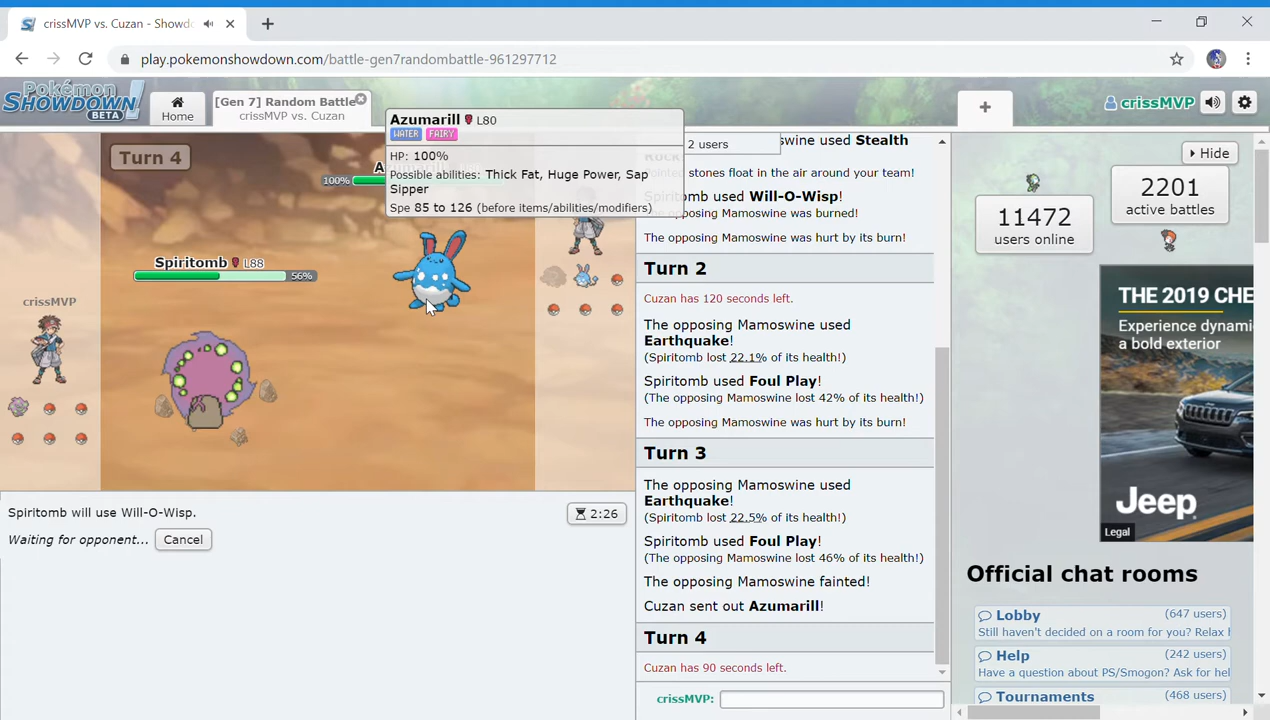 crissMVP vs. Cuzan - Showd
play.pokemonshowdown.com/battle-gen7randombattle-961297712
Pokémon
SHOWDOWN!
BETA
Home
[Gen 7] Random Battle
crissMVP vs. Cuzan
crissMVP
Turn 4
Azumarill L80
WATER FAIRY
HP: 100%
Possible abilities: Thick Fat, Huge Power, Sap
Sipper
Spe 85 to 126 (before items/abilities/modifiers)
100%
Spiritomb L88
56%
crissMVP
Spiritomb will use Will-O-Wisp.
Waiting for opponent...
Cancel
2:26
2 users
wine used Stealth
stones float in the air around your team!
mb used Will-O-Wisp!
opposing Mamoswine was burned!
The opposing Mamoswine was hurt by its burn!
Turn 2
Cuzan has 120 seconds left.
The opposing Mamoswine used
Earthquake!
(Spiritomb lost 22.1% of its health!)
Spiritomb used Foul Play!
(The opposing Mamoswine lost 42% of its health!)
The opposing Mamoswine was hurt by its burn!
Turn 3
The opposing Mamoswine used
Earthquake!
(Spiritomb lost 22.5% of its health!)
Spiritomb used Foul Play!
(The opposing Mamoswine lost 46% of its health!)
The opposing Mamoswine fainted!
Cuzan sent out Azumarill!
Turn 4
Cuzan has 90 seconds left.
crissMVP:
Hide
11472
users online
2201
active battles
THE 2019 CHE
Experience dynami
a bold exterior
Jeep
Legal
Official chat rooms
Lobby (647 users)
Still haven't decided on a room for you? Relax
Help (242 users)
Have a question about PS/Smogon? Ask for hel
Tournaments (468 users)